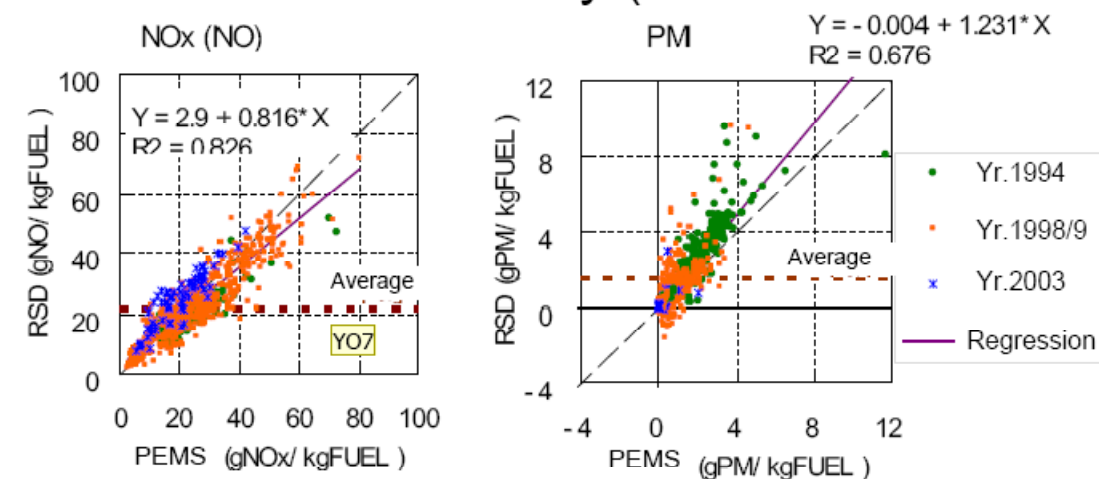 NOx (NO)
Y = 2.9 + 0.816* X
R2 = 0.826
100
80
60
40
20
0
RSD (gNO/ kgFUEL )
Average
YO7
0 20 40 60 80 100
PEMS (gNOx/ kgFUEL )
PM
Y = - 0.004 + 1.231* X
R2 = 0.676
12
8
4
0
- 4
RSD (gPM/ kgFUEL )
Average
- 4 0 4 8 12
PEMS (gPM/ kgFUEL )
Yr.1994
Yr.1998/9
Yr.2003
Regression